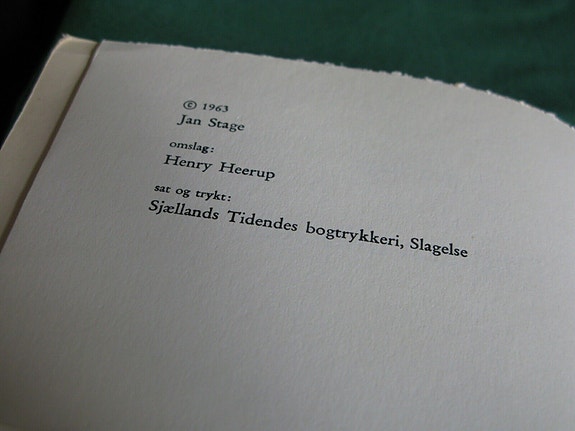 © 1963
Jan Stage
omslag:
Henry Heerup
sat og trykt:
Sjællands Tidendes bogtrykkeri, Slagelse